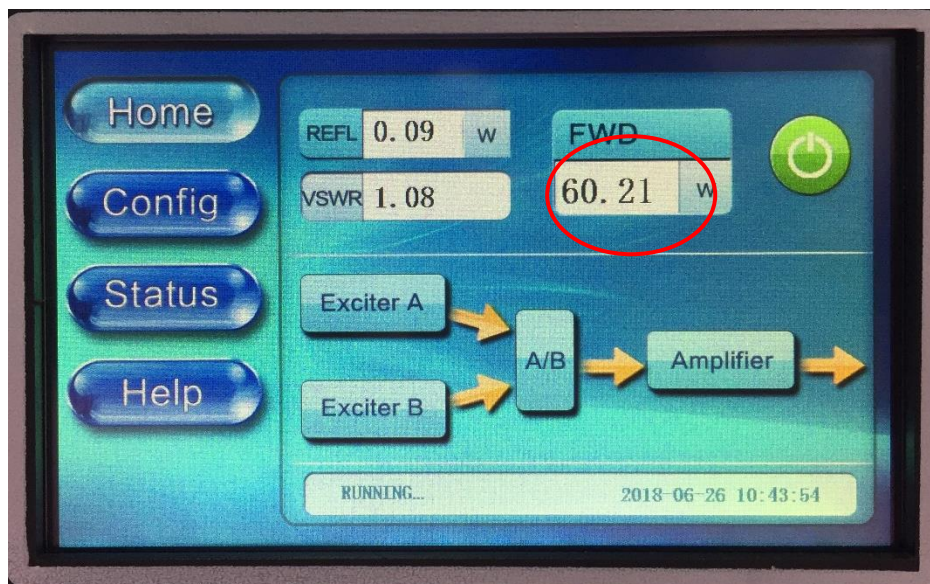 Home
Config
Status
Help
REFL 0.09 W
VSWR 1.08
FWD
60.21 W
Exciter A
Exciter B
A/B
Amplifier
RUNNING... 2018-06-26 10:43:54